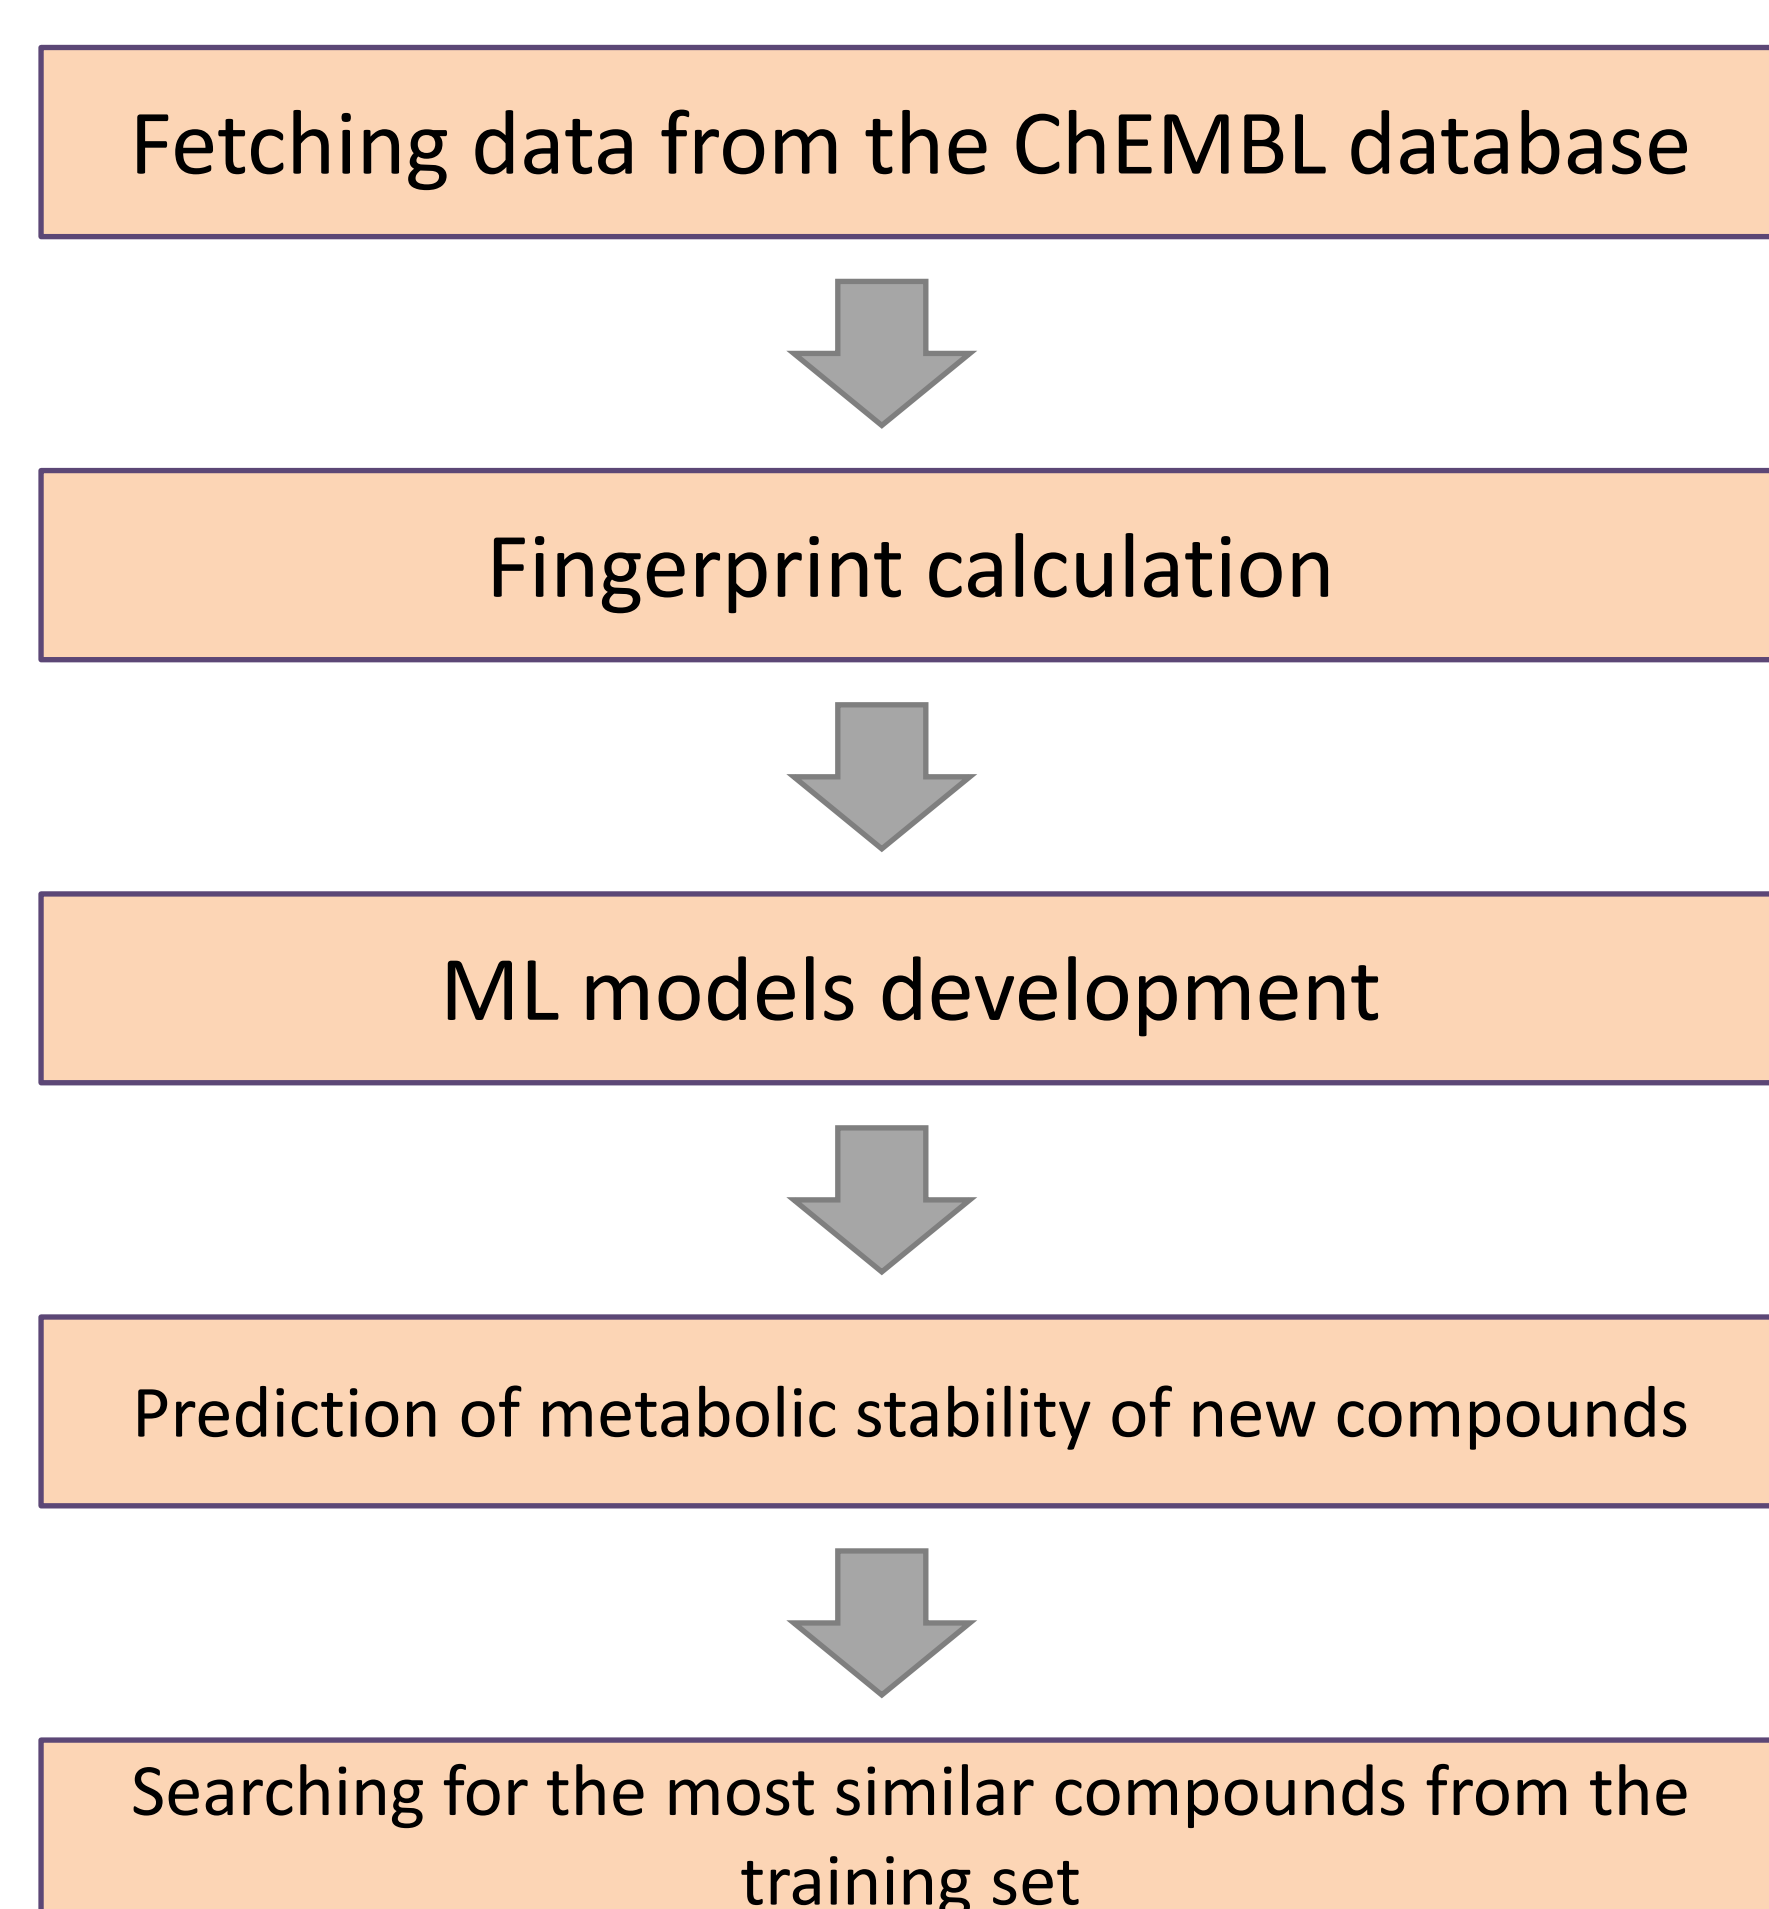 Fetching data from the ChEMBL database
Fingerprint calculation
ML models development
Prediction of metabolic stability of new compounds
Searching for the most similar compounds from the
training set